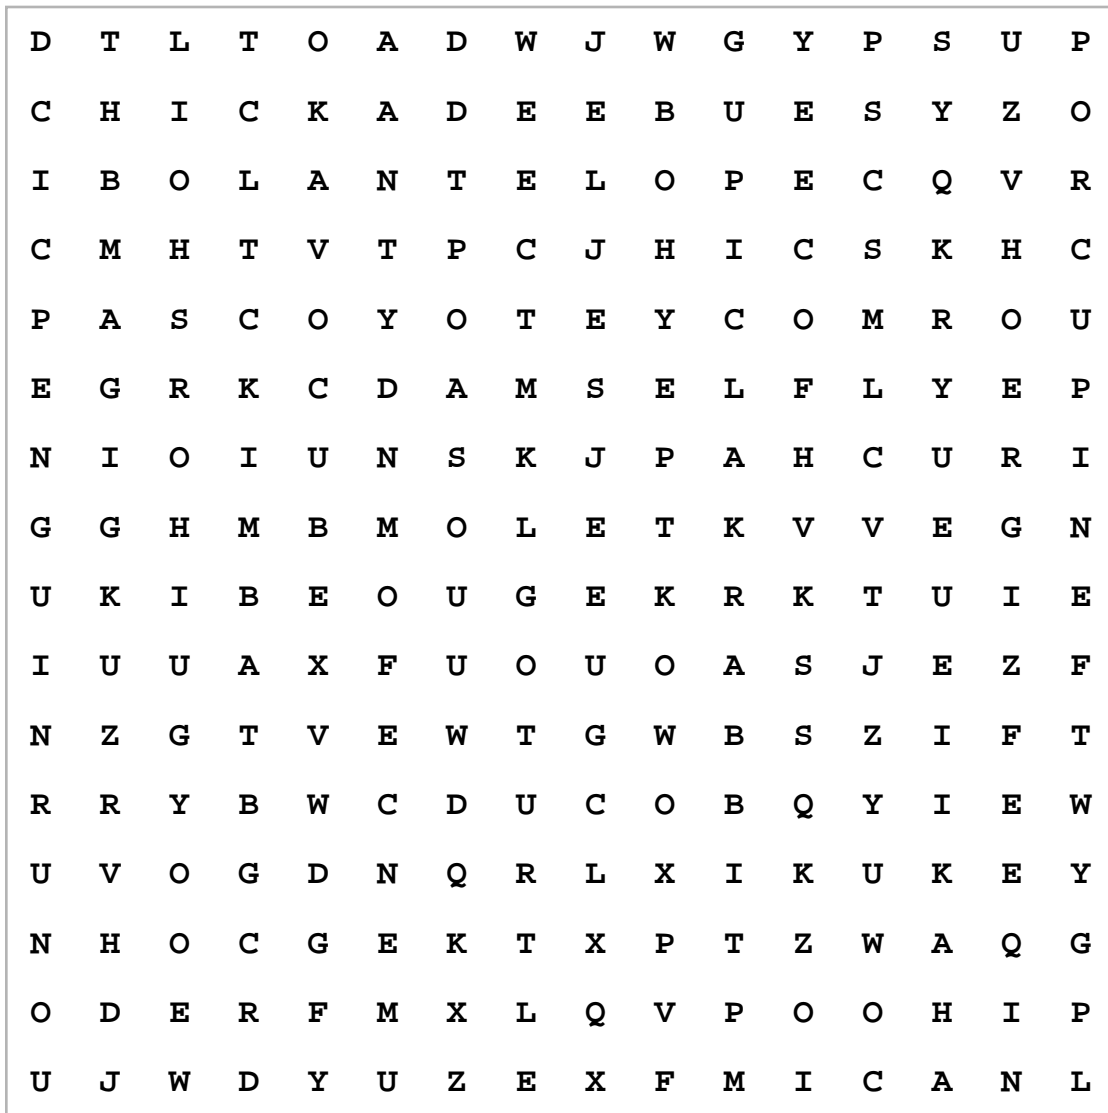 D T L T O A D W J W G Y P S U P
C H I C K A D E E B U E S Y Z O
I B O L A N T E L O P E C Q V R
C M H T V T P C J H I C S K H C
P A S C O Y O T E Y C O M R O U
E G R K C D A M S E L F L Y E P
N I O I U N S K J P A H C U R I
G G H M B M O L E T K V V E G N
U K I B E O U G E K R K T U I E
I U U A X F U O U O A S J E Z F
N Z G T V E W T G W B S Z I F T
R R Y B W C D U C O B Q Y I E W
U V O G D N Q R L X I K U K E Y
N H O C G E K T X P T Z W A Q G
O D E R F M X L Q V P O O H I P
U J W D Y U Z E X F M I C A N L